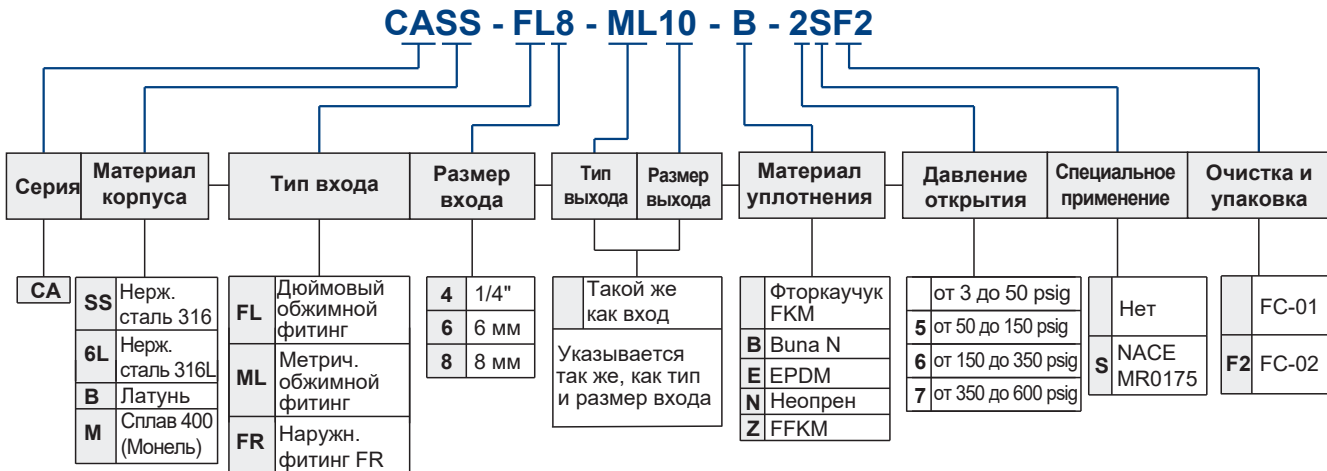 CASS - FL8 - ML10 - B - 2SF2
Серия
Материал
корпуса
Тип входа
Размер
входа
Тип
выхода
Размер
выхода
Материал
уплотнения
Давление
открытия
Специальное
применение
Очистка и
упаковка
CA
SS Нерж.
сталь 316
6L Нерж.
сталь 316L
B Латунь
M Сплав 400
(Монель)
FL Дюймовый
обжимной
фитинг
ML Метрич.
обжимной
фитинг
FR Наружн.
фитинг FR
4 1/4"
6 6 мм
8 8 мм
Такой же
как вход
Указывается
так же, как тип
и размер входа
Фторкаучук
FKM
B Buna N
E EPDM
N Неопрен
Z FFKM
от 3 до 50 psig
5 от 50 до 150 psig
6 от 150 до 350 psig
7 от 350 до 600 psig
Нет
S NACE
MR0175
FC-01
F2 FC-02